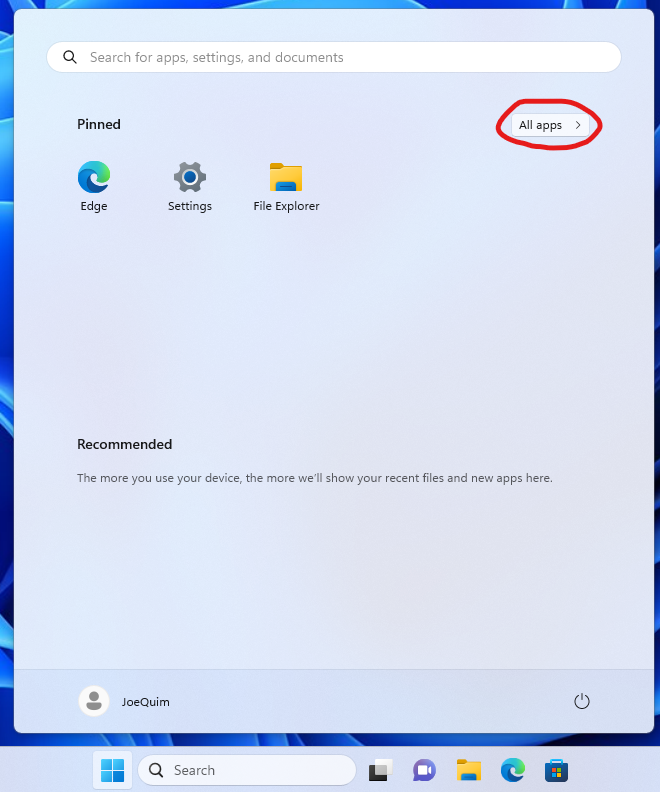 Search for apps, settings, and documents
Pinned
All apps
Edge
Settings
File Explorer
Recommended
The more you use your device, the more we’ll show your recent files and new apps here.
JoeQuim
Search